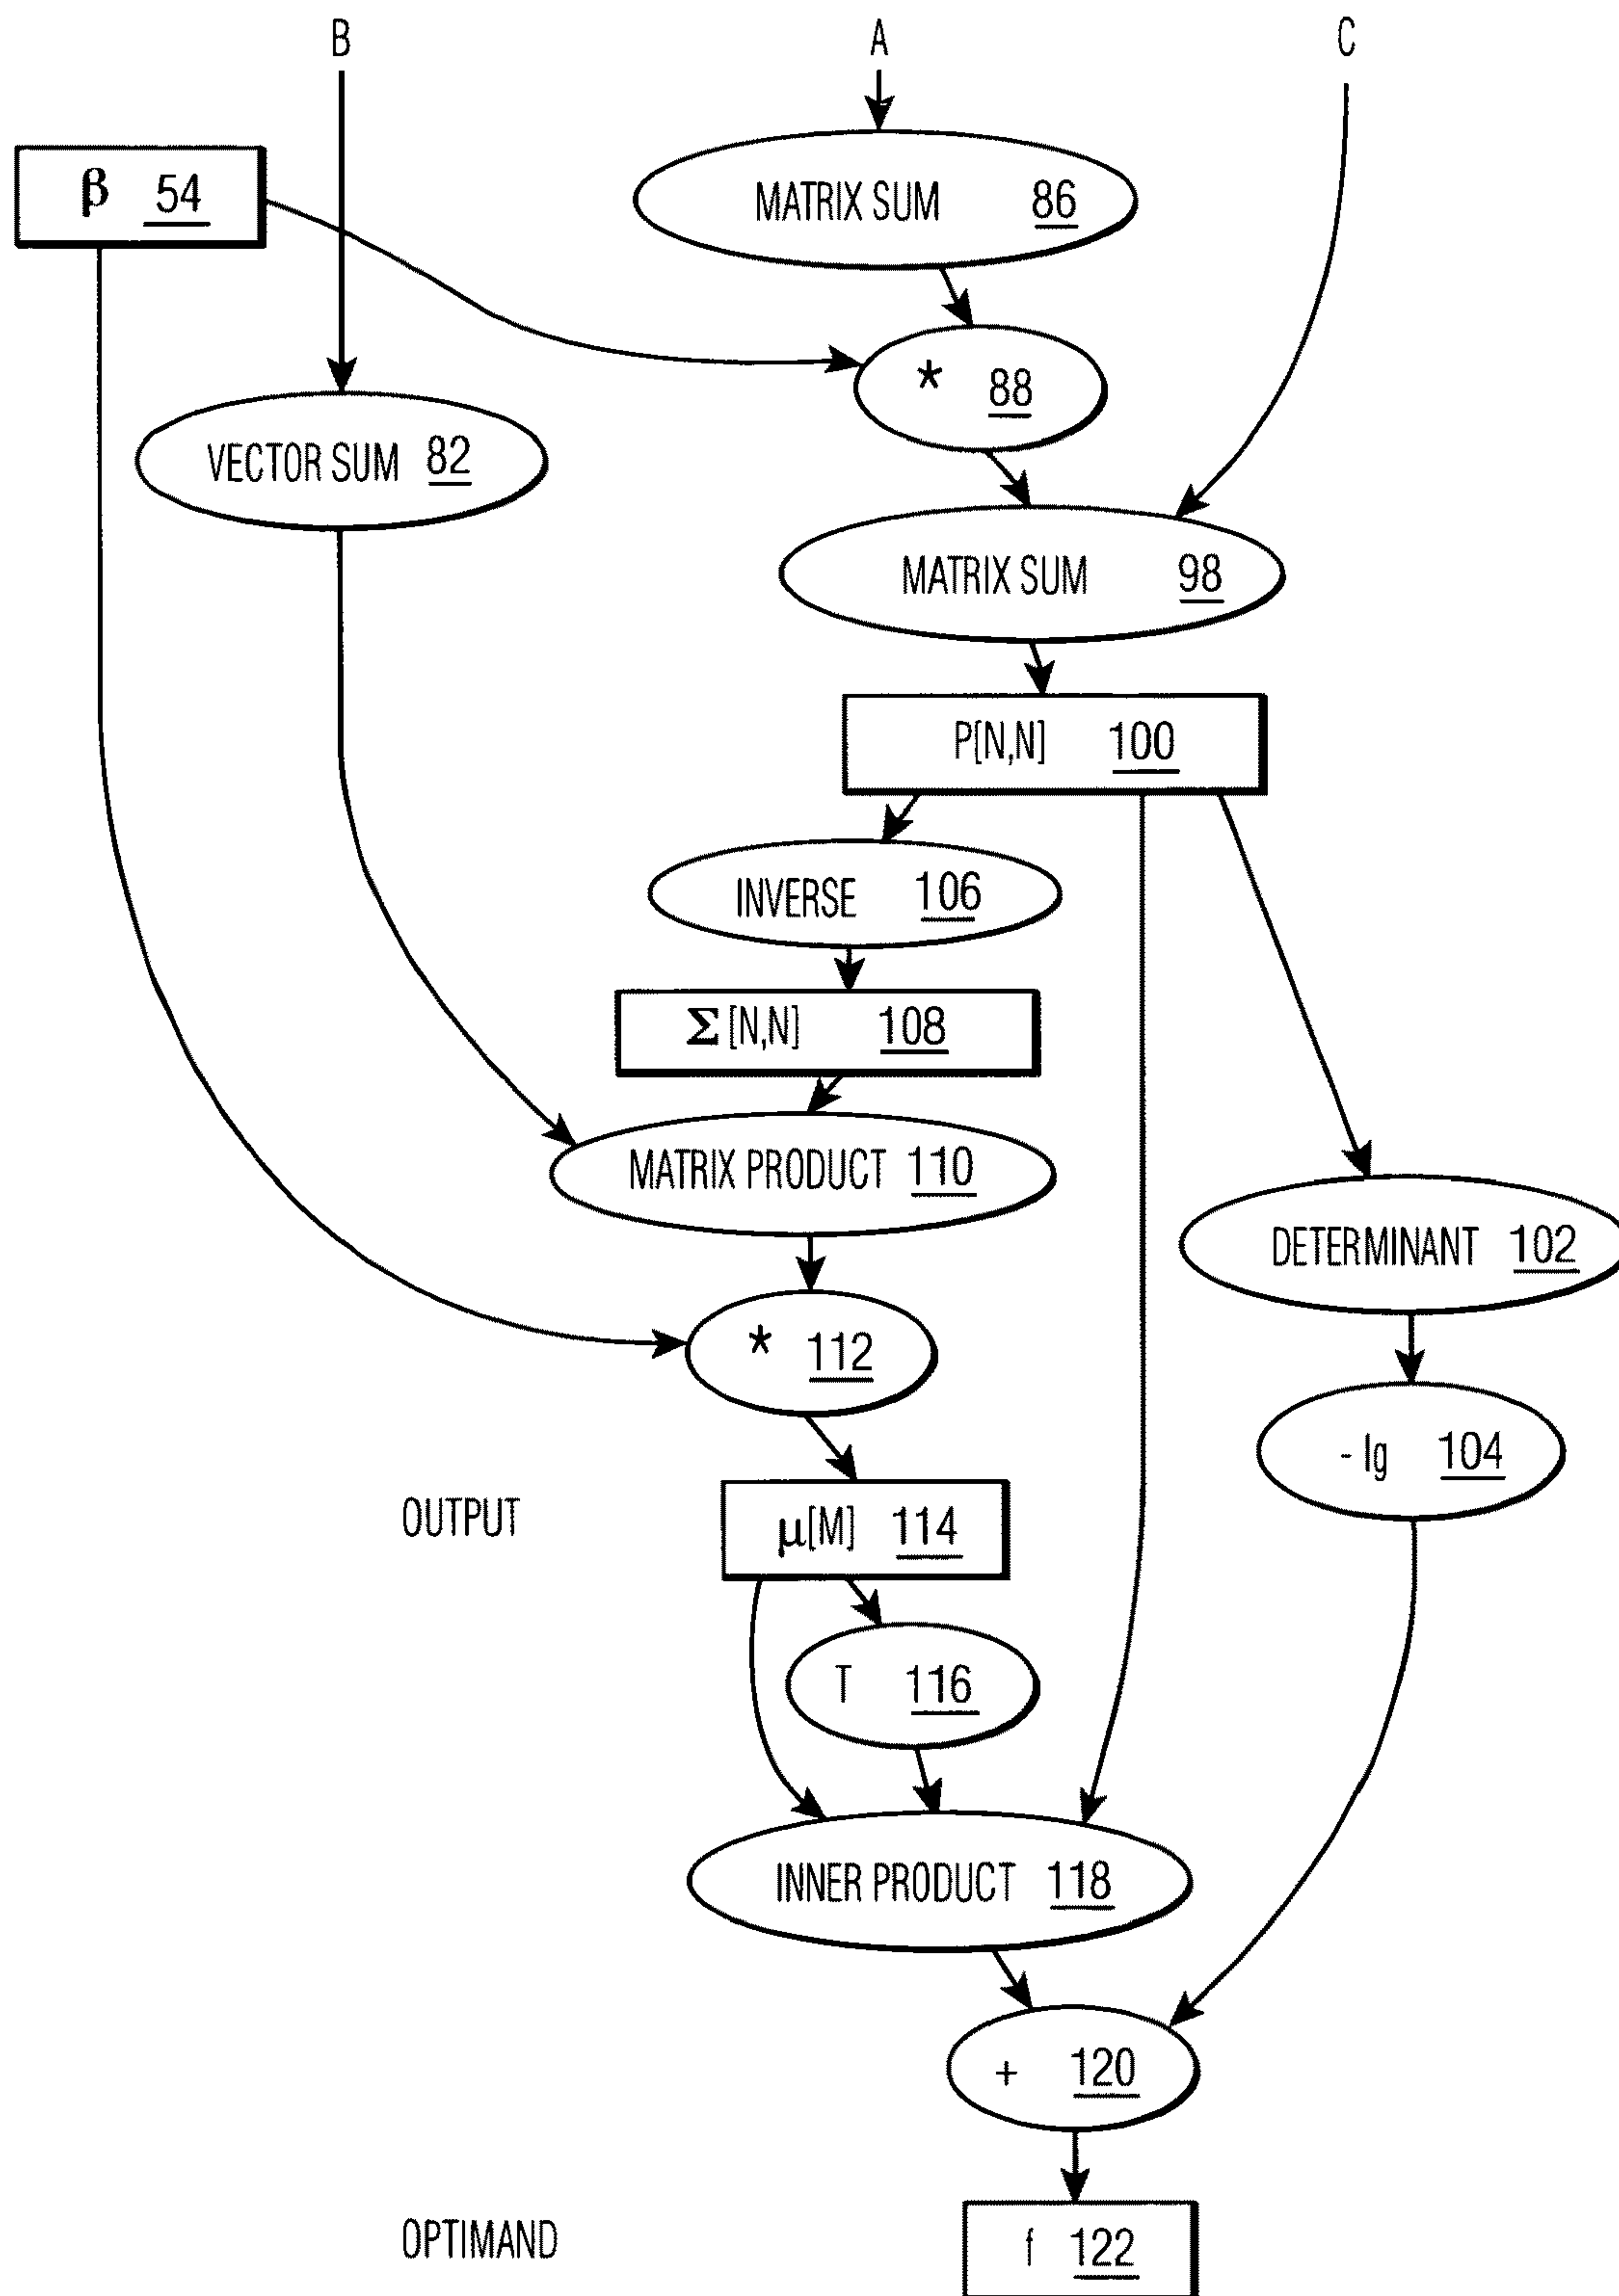 B
A
C
β 54
MATRIX SUM 86
* 88
VECTOR SUM 82
MATRIX SUM 98
P[N,N] 100
INVERSE 106
Σ [N,N] 108
MATRIX PRODUCT 110
DETERMINANT 102
* 112
- lg 104
OUTPUT
μ[M] 114
T 116
INNER PRODUCT 118
+ 120
OPTIMAND
f 122